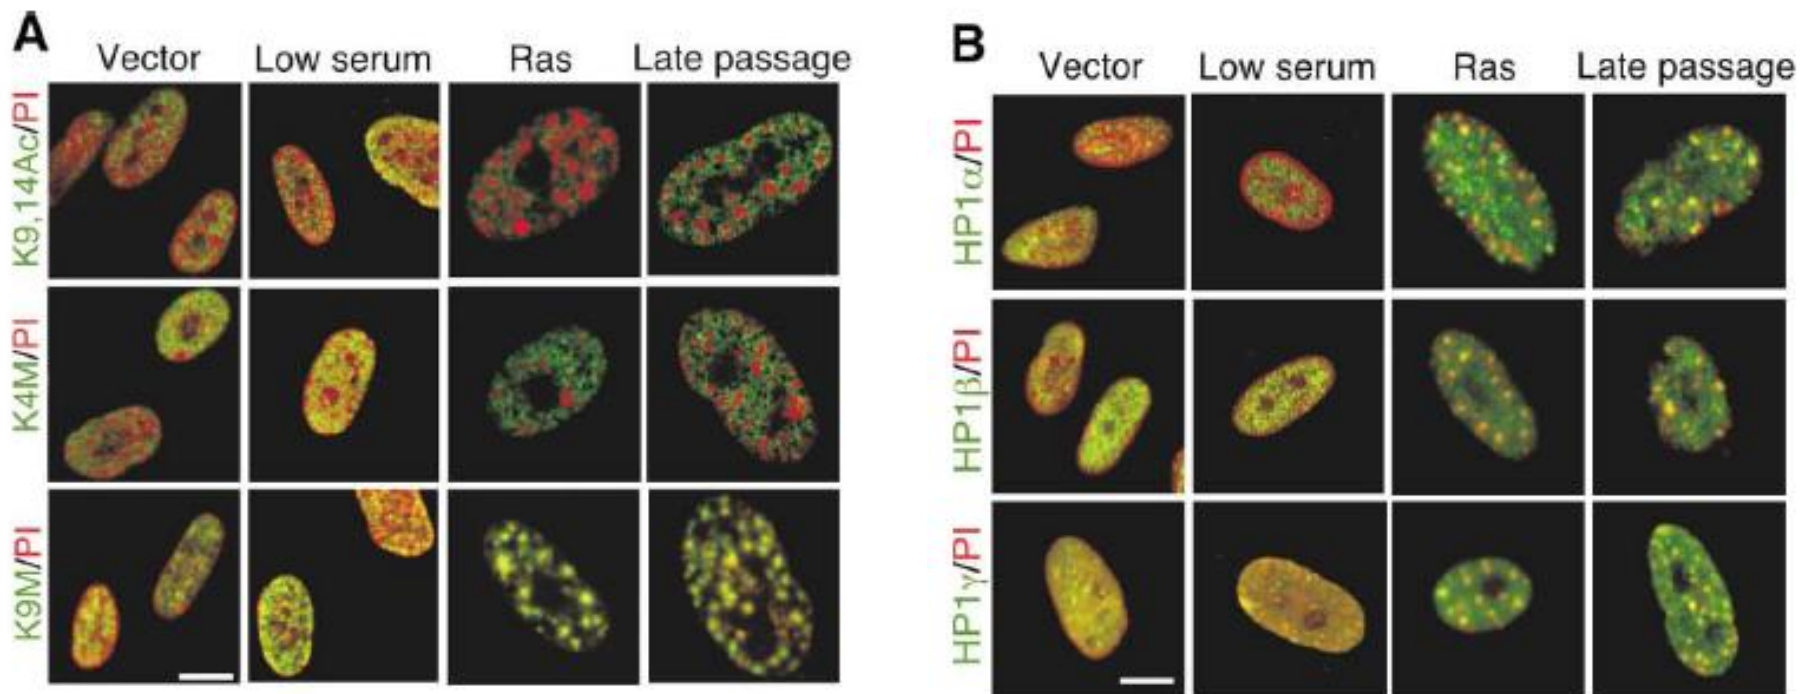 A
Vector Low serum Ras Late passage
K9,14Ac/PI
K4M/PI
K9M/PI
B
Vector Low serum Ras Late passage
HP1α/PI
HP1β/PI
HP1γ/PI